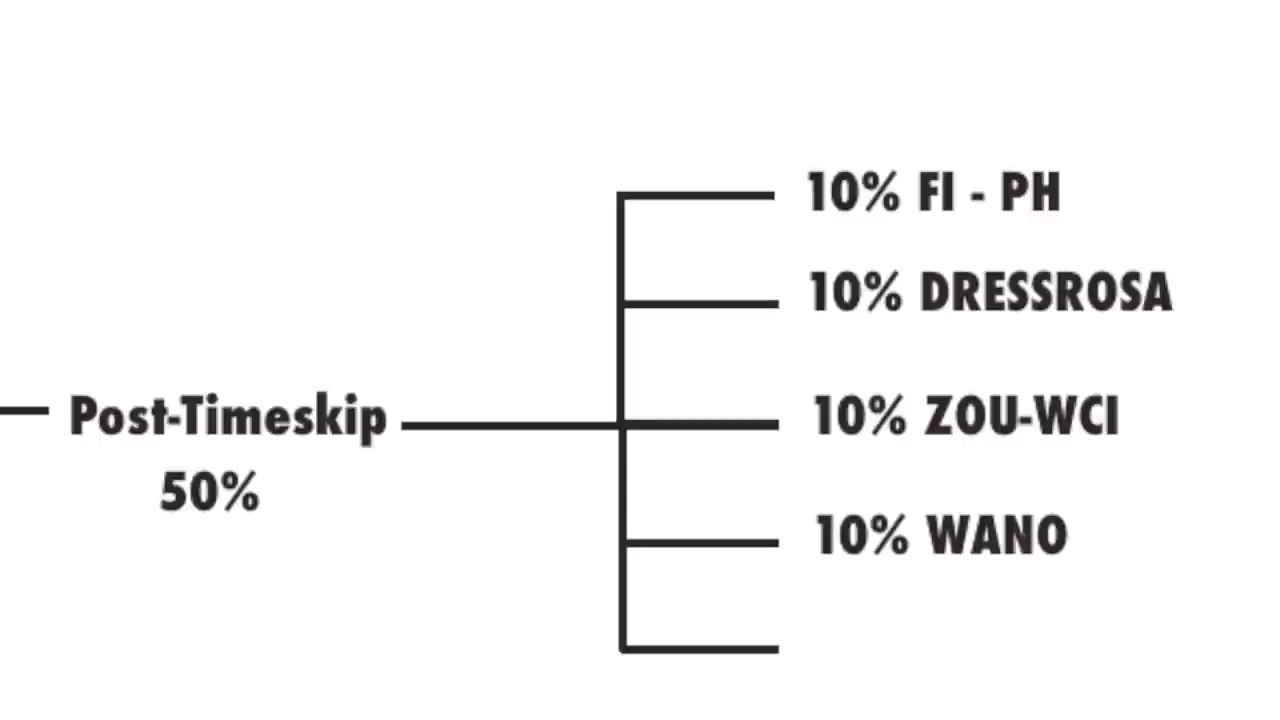 10% FI - PH
10% DRESSROSA
Post-Timeskip
50%
10% ZOU-WCI
10% WANO